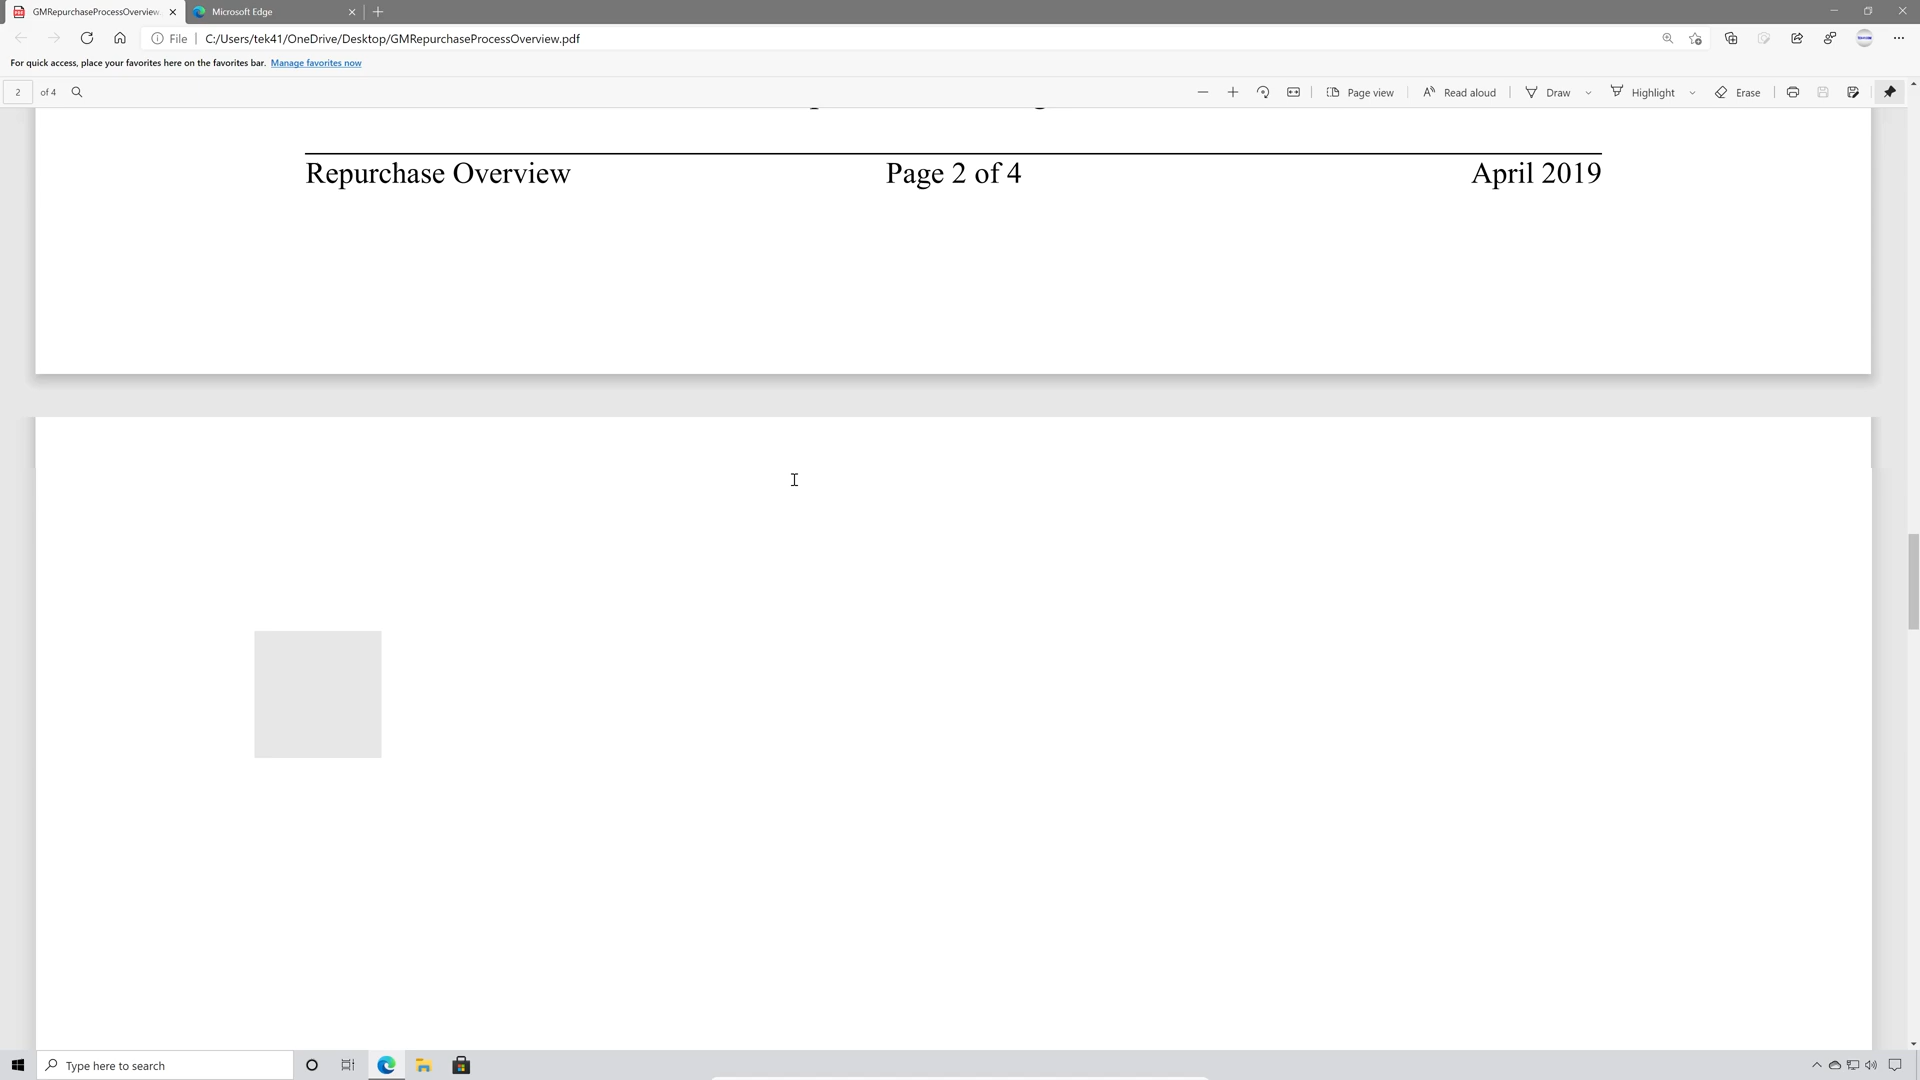 GMRepurchaseProcessOverview.
Microsoft Edge
File
C:/Users/tek41/OneDrive/Desktop/GMRepurchaseProcessOverview.pdf
For quick access, place your favorites here on the favorites bar. Manage favorites now
2 of 4
Page view
Read aloud
Draw
Highlight
Erase
Repurchase Overview
Page 2 of 4
April 2019
Type here to search